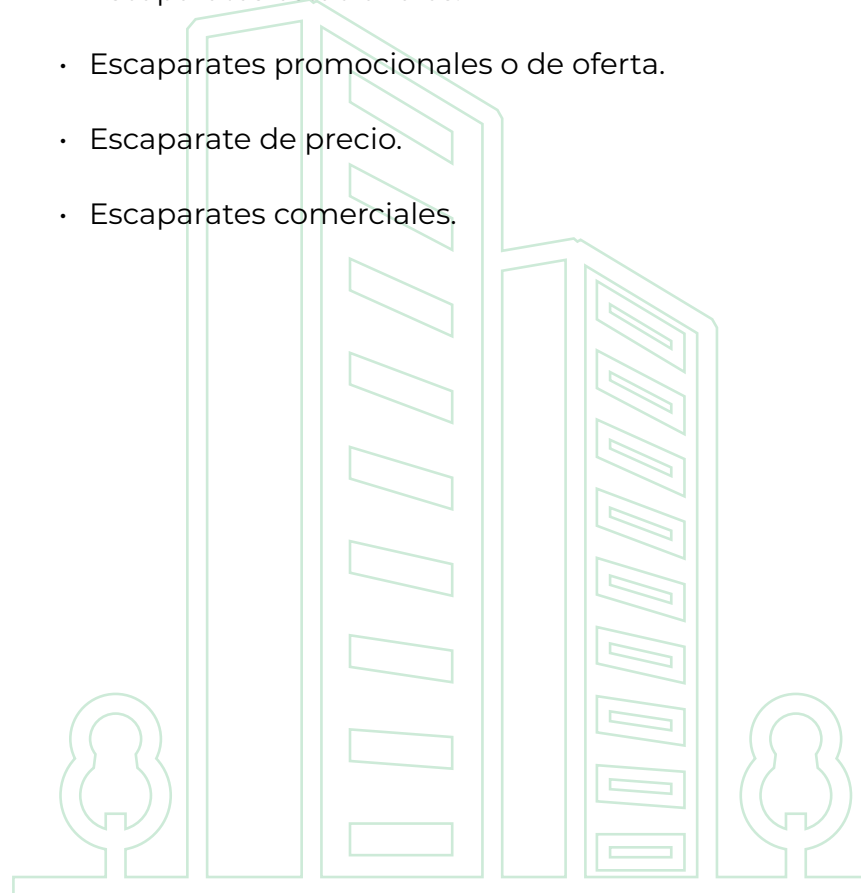 • Escaparates promocionales o de oferta.
• Escaparate de precio.
• Escaparates comerciales.